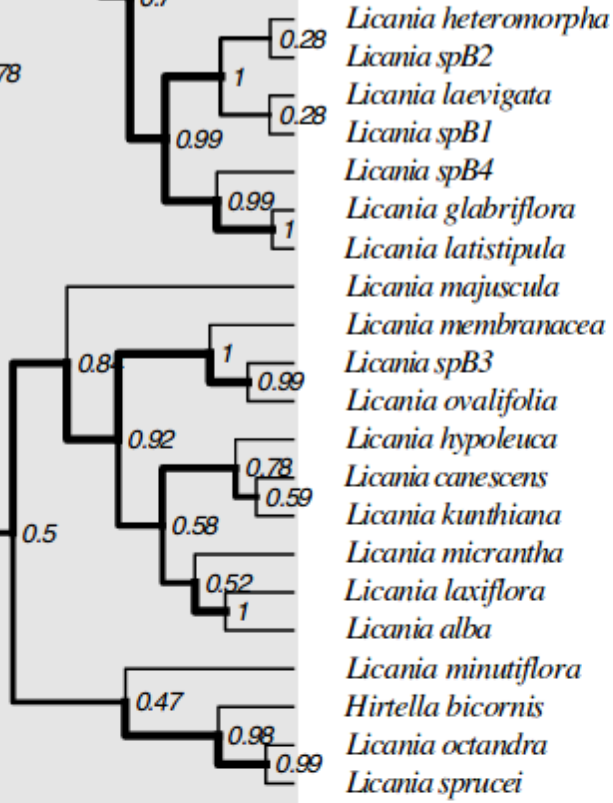 0.7
Licania heteromorpha
0.28
Licania spB2
78
1
Licania laevigata
0.28
Licania spB1
0.99
Licania spB4
0.99
Licania glabriflora
1
Licania latistipula
Licania majuscula
Licania membranacea
0.84
1
Licania spB3
0.99
Licania ovalifolia
0.92
Licania hypoleuca
0.78
Licania canescens
0.59
Licania kunthiana
0.58
0.5
Licania micrantha
0.52
Licania laxiflora
1
Licania alba
Licania minutiflora
0.47
Hirtella bicornis
0.98
Licania octandra
0.99
Licania sprucei